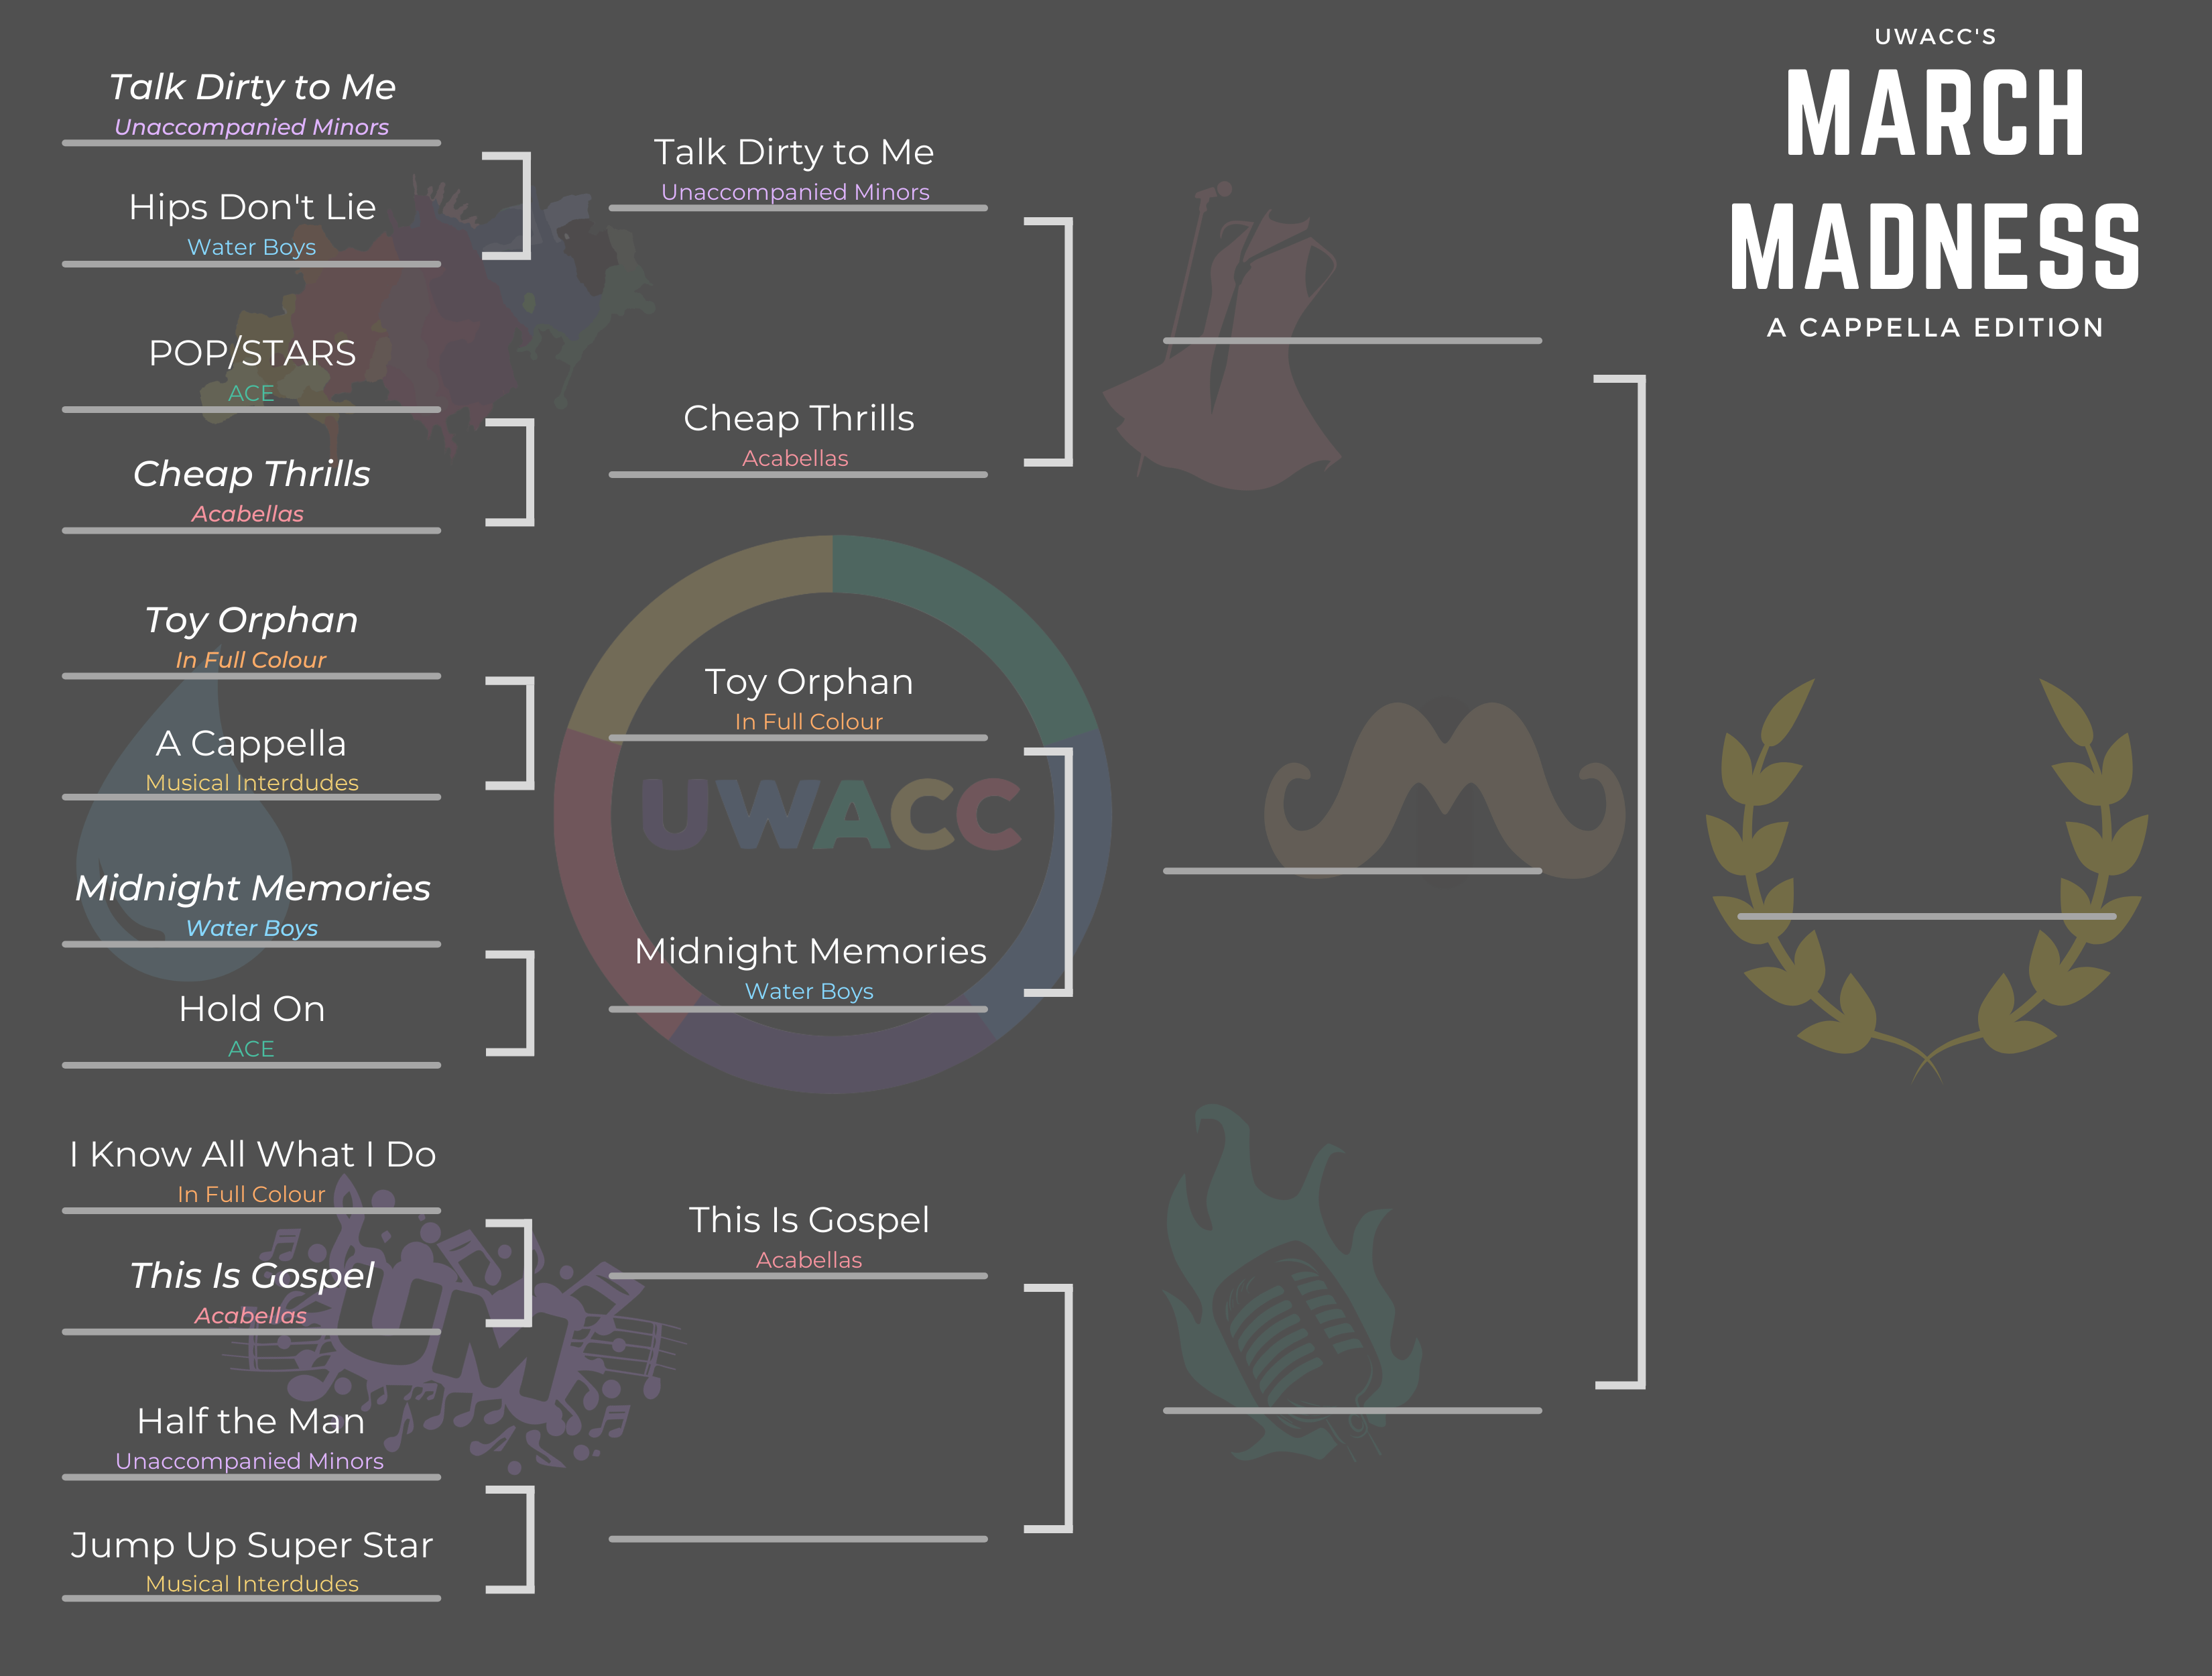 UWACC'S
MARCH
MADNESS
A CAPPELLA EDITION
Talk Dirty to Me
Unaccompanied Minors
Hips Don't Lie
Water Boys
POP/STARS
ACE
Cheap Thrills
Acabellas
Toy Orphan
In Full Colour
A Cappella
Musical Interdudes
Midnight Memories
Water Boys
Hold On
ACE
I Know All What I Do
In Full Colour
This Is Gospel
Acabellas
Half the Man
Unaccompanied Minors
Jump Up Super Star
Musical Interdudes
Talk Dirty to Me
Unaccompanied Minors
Cheap Thrills
Acabellas
Toy Orphan
In Full Colour
UWACC
Midnight Memories
Water Boys
This Is Gospel
Acabellas
UM